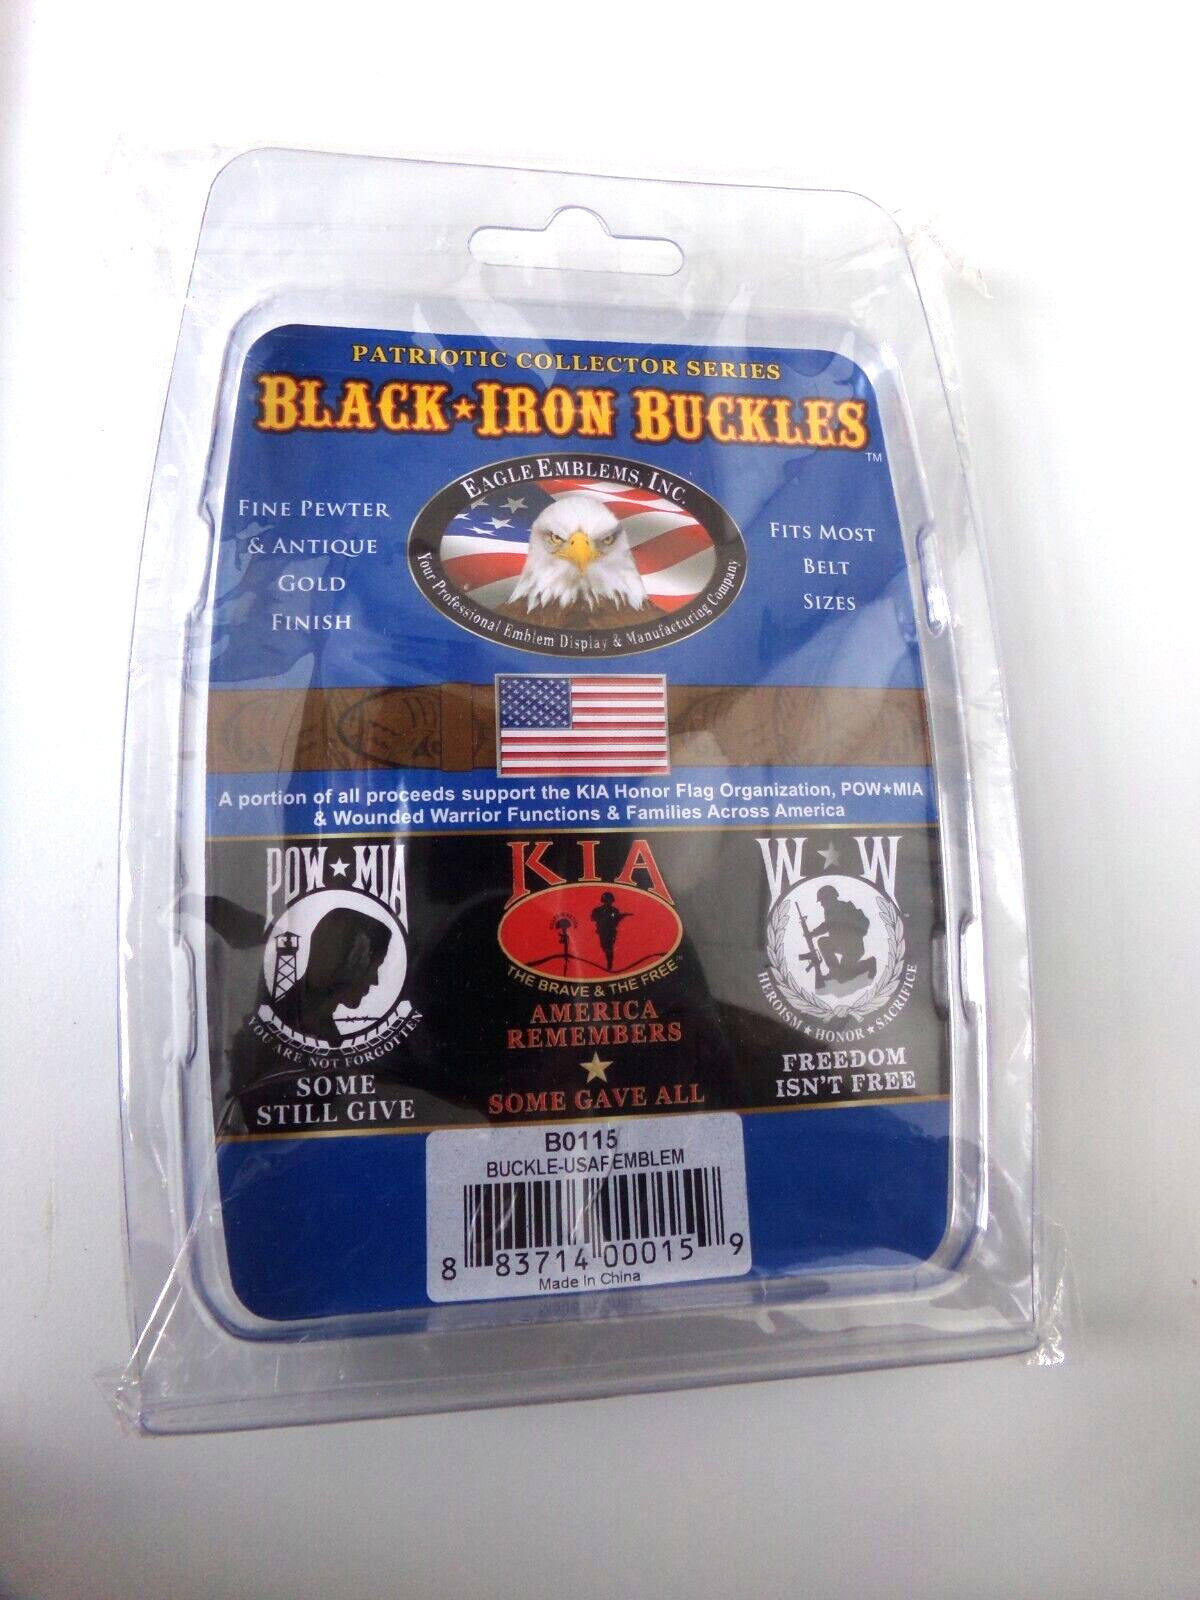 PATRIOTIC COLLECTOR SERIES
BLACK★IRON BUCKLES
TM
EAGLE EMBLEMS, INC.
Your Professional Emblem Display & Manufacturing Company
FINE PEWTER
& ANTIQUE
GOLD
FINISH
FITS MOST
BELT
SIZES
A portion of all proceeds support the KIA Honor Flag Organization, POW★MIA
& Wounded Warrior Functions & Families Across America
POW★MIA
YOU ARE NOT FORGOTTEN
SOME
STILL GIVE
KIA
THE BRAVE & THE FREE™
AMERICA
REMEMBERS
SOME GAVE ALL
W★W
HEROISM★HONOR★SACRIFICE
FREEDOM
ISN'T FREE
B0115
BUCKLE-USAF EMBLEM
8 83714 00015 9
Made In China